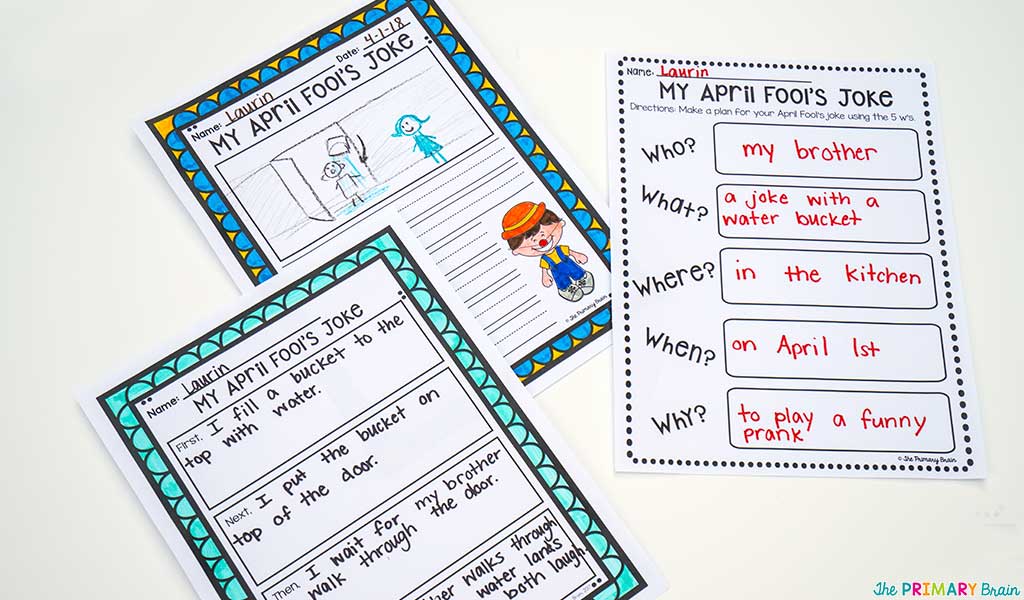 Name: Laurin
Date: 4-1-18
MY APRIL FOOL'S JOKE
© The Primary Brain
Name: Laurin
MY APRIL FOOL'S JOKE
Directions: Make a plan for your April Fool's joke using the 5 w's.
Who?
my brother
What?
a joke with a
water bucket
Where?
in the kitchen
When?
on April 1st
Why?
to play a funny
prank
© The Primary Brain
Name: Laurin
MY APRIL FOOL'S JOKE
First, I fill a bucket to the
top with water.
Next, I put the bucket on
top of the door.
Then, I wait for my brother
walk through the door.
walks through
water lands
both laugh.
The PRIMARY Brain